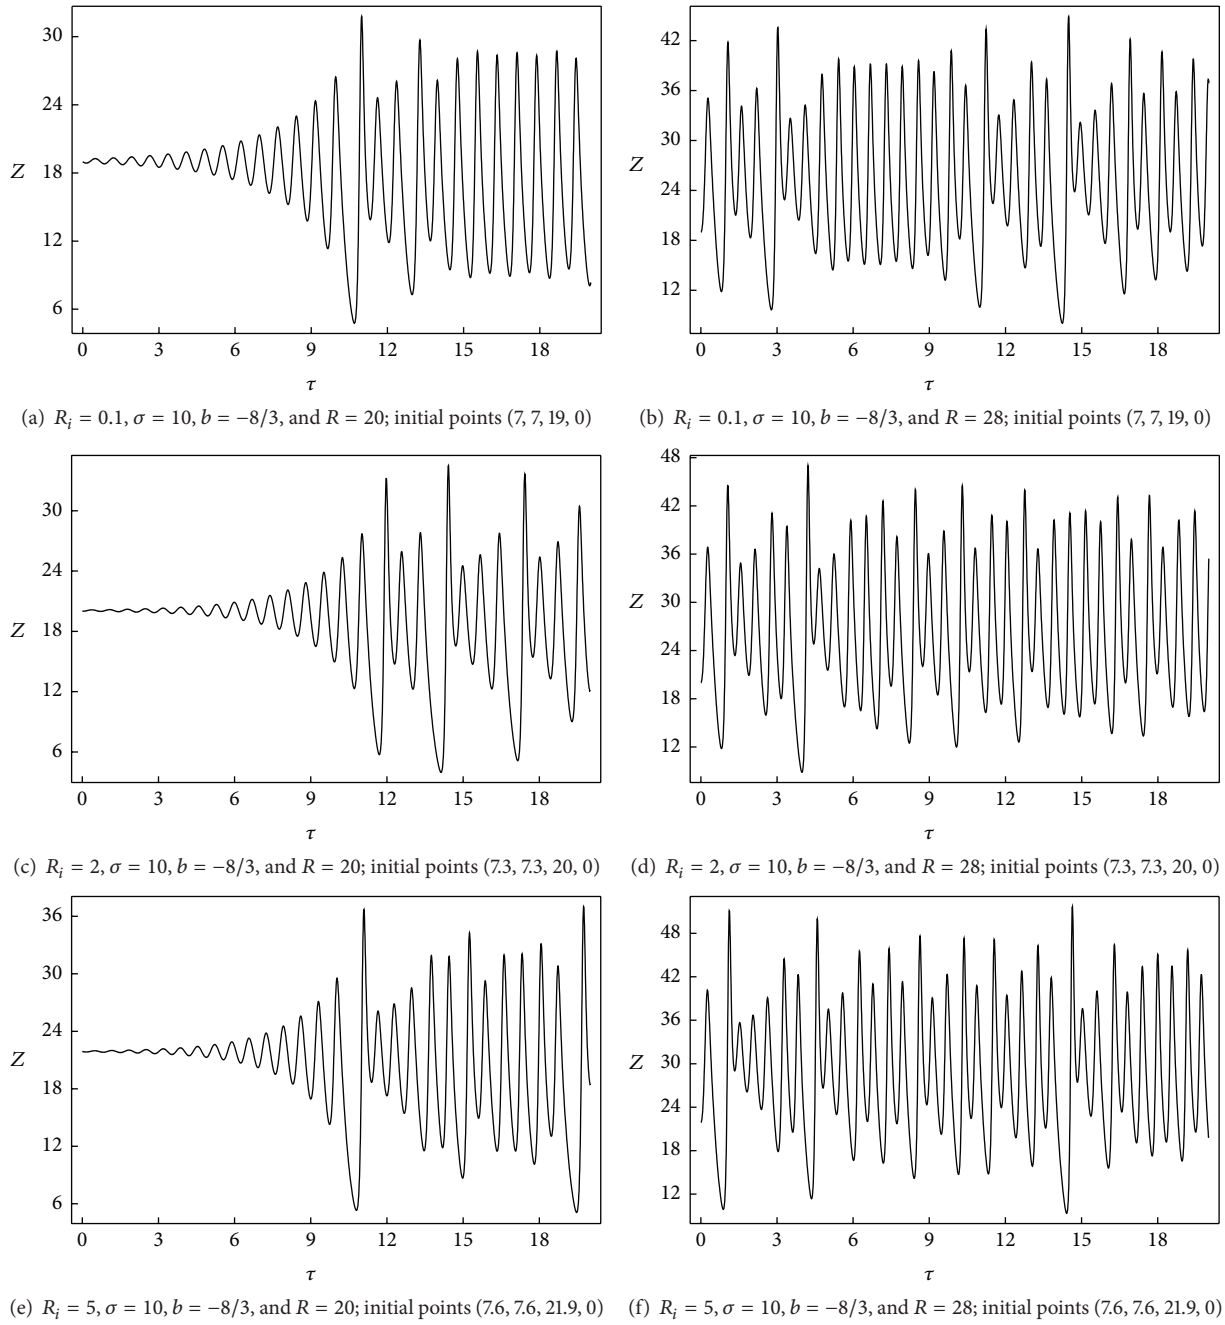 30
24
18
12
6
Z
0 3 6 9 12 15 18
τ
(a) R_i = 0.1, σ = 10, b = −8/3, and R = 20; initial points (7, 7, 19, 0)
42
36
30
24
18
12
Z
0 3 6 9 12 15 18
τ
(b) R_i = 0.1, σ = 10, b = −8/3, and R = 28; initial points (7, 7, 19, 0)
30
24
18
12
6
Z
0 3 6 9 12 15 18
τ
(c) R_i = 2, σ = 10, b = −8/3, and R = 20; initial points (7.3, 7.3, 20, 0)
48
42
36
30
24
18
12
Z
0 3 6 9 12 15 18
τ
(d) R_i = 2, σ = 10, b = −8/3, and R = 28; initial points (7.3, 7.3, 20, 0)
36
30
24
18
12
6
Z
0 3 6 9 12 15 18
τ
(e) R_i = 5, σ = 10, b = −8/3, and R = 20; initial points (7.6, 7.6, 21.9, 0)
48
42
36
30
24
18
12
Z
0 3 6 9 12 15 18
τ
(f) R_i = 5, σ = 10, b = −8/3, and R = 28; initial points (7.6, 7.6, 21.9, 0)